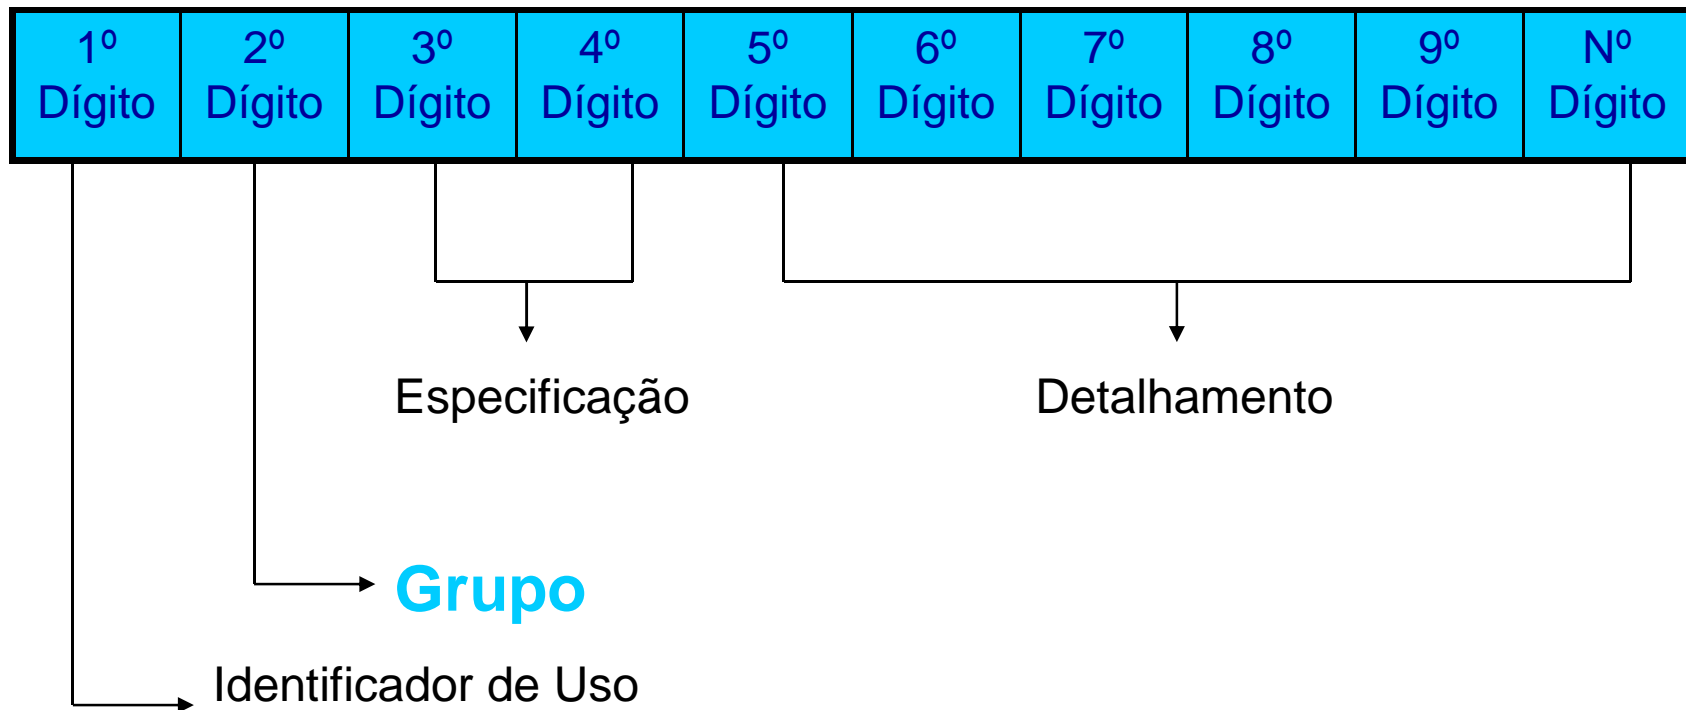 1º 2º 3º 4º 5º 6º 7º 8º 9º Nº
Dígito Dígito Dígito Dígito Dígito Dígito Dígito Dígito Dígito Dígito
Especificação Detalhamento
Grupo
Identificador de Uso